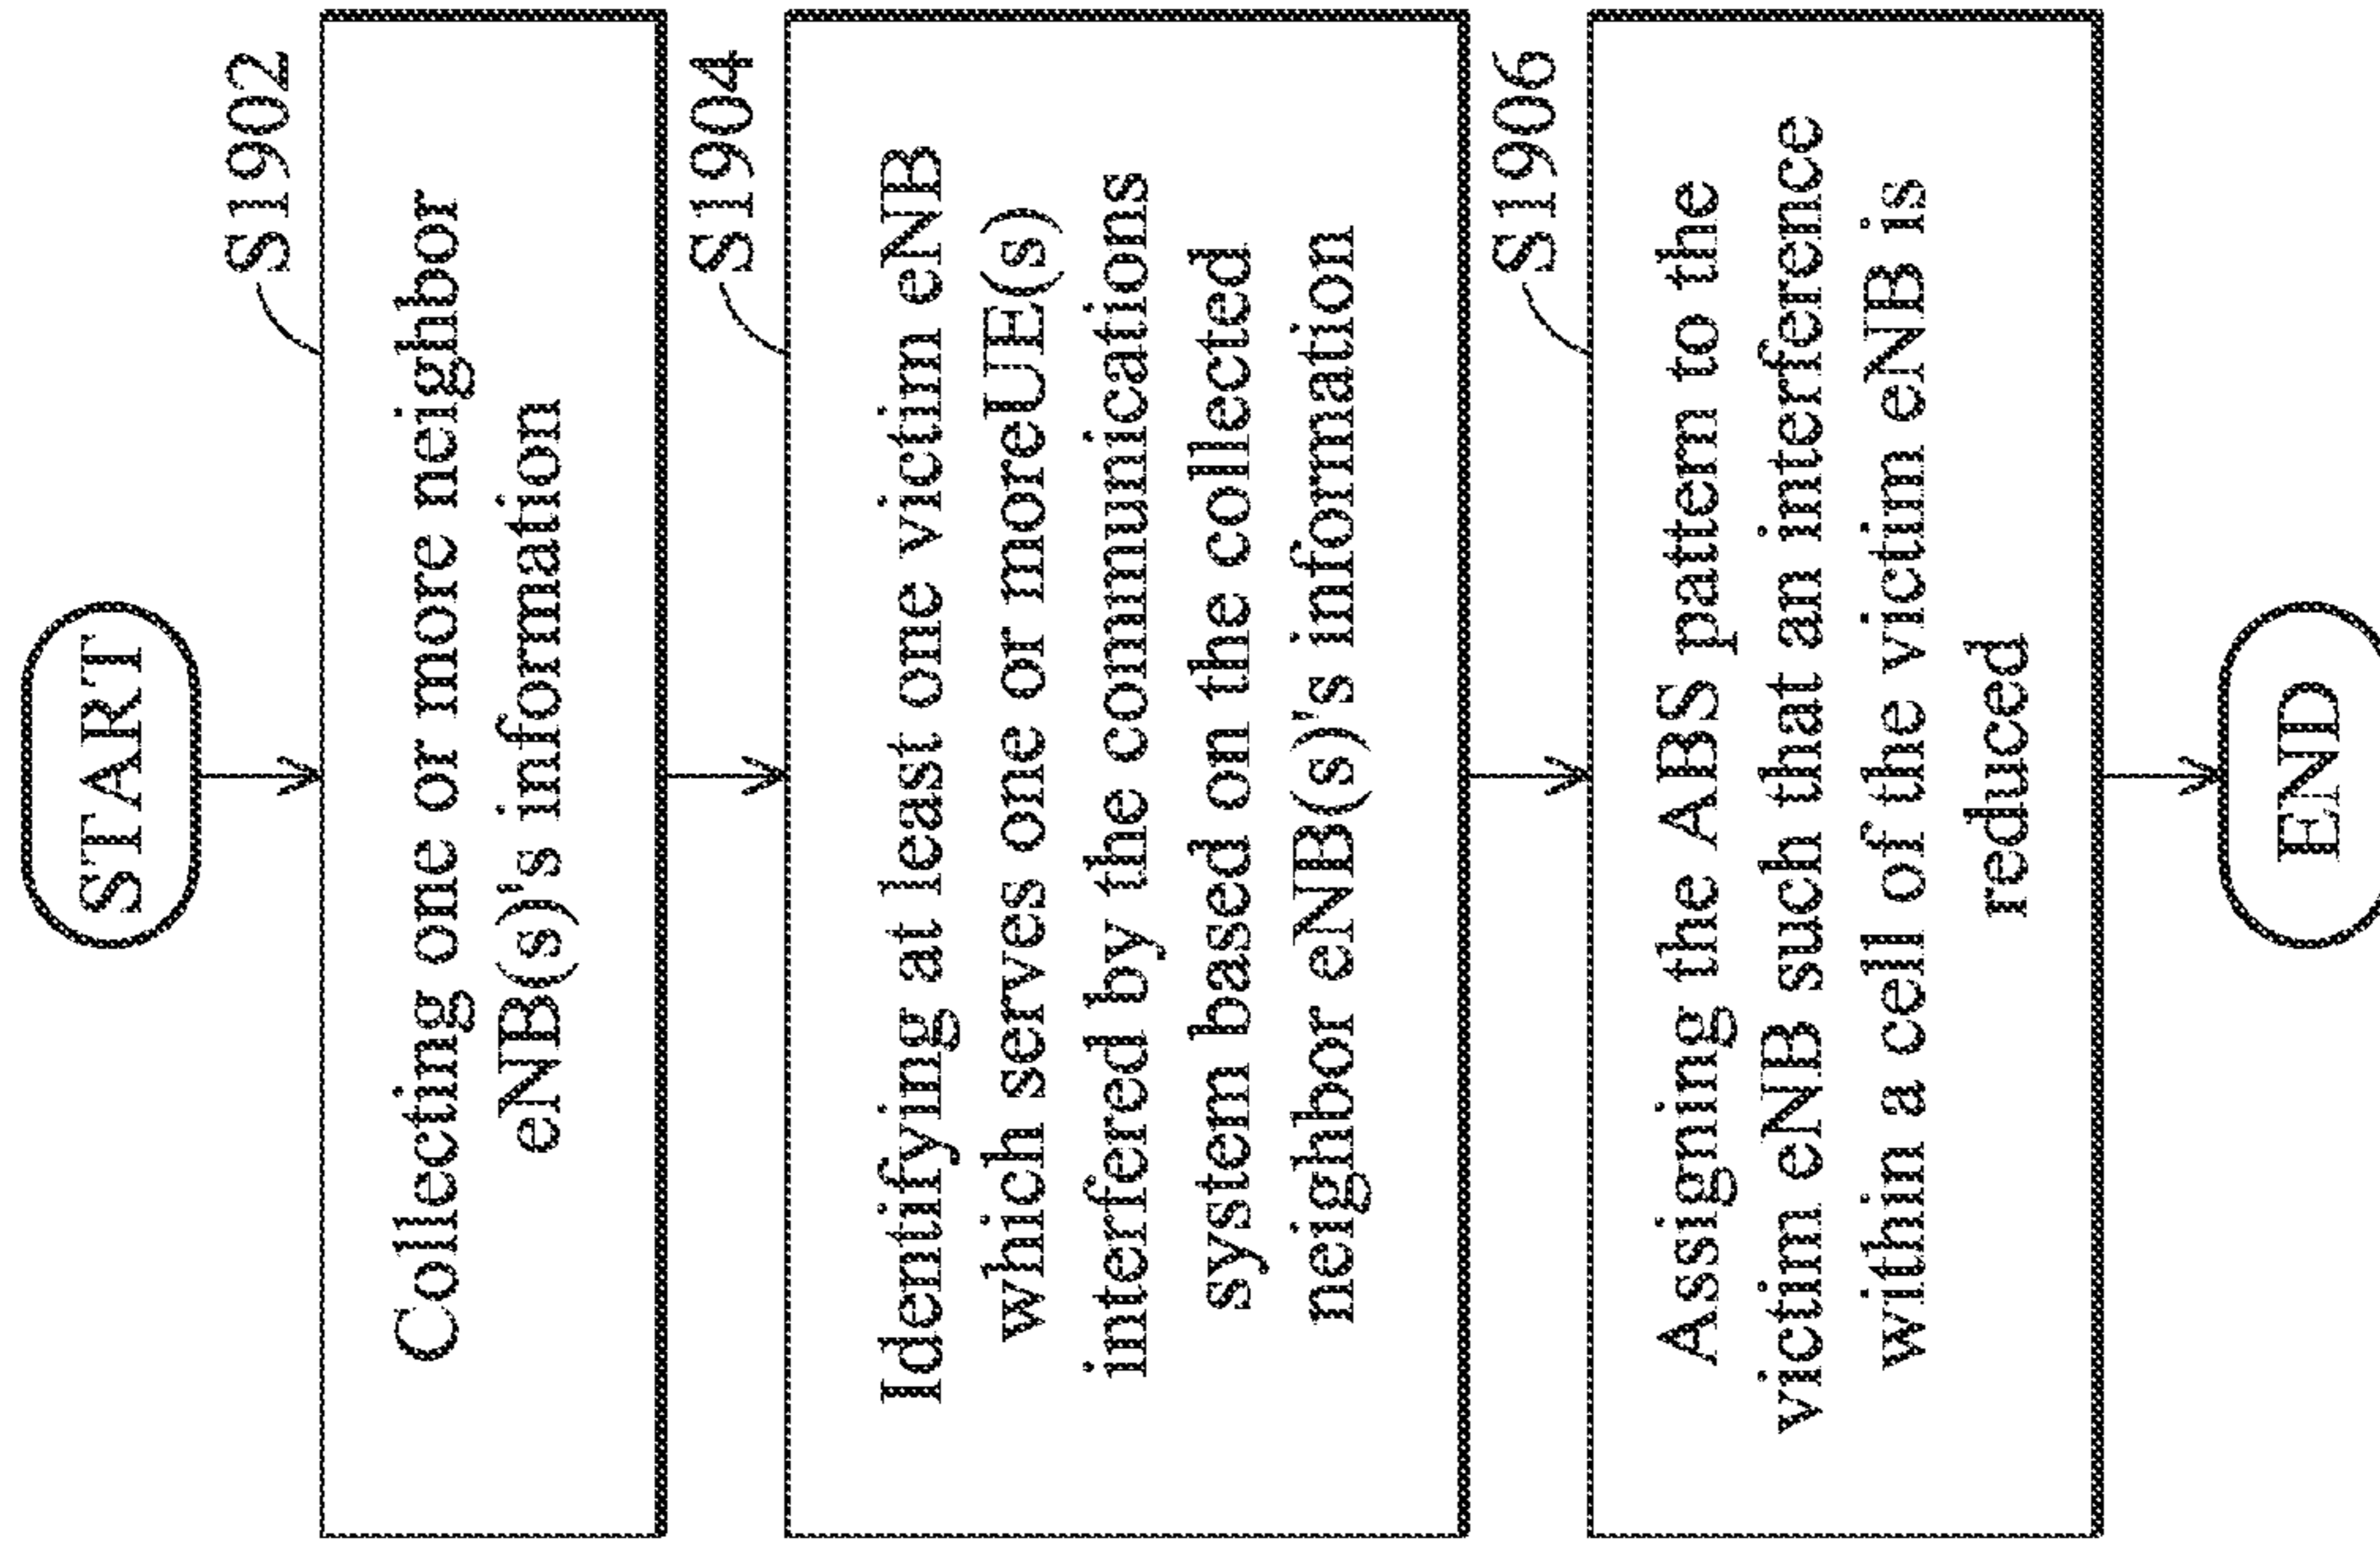 START
S1902
Collecting one or more neighbor
eNB(s)'s information
S1904
Identifying at least one victim eNB
which serves one or moreUE(s)
interfered by the communications
system based on the collected
neighbor eNB(s)'s information
S1906
Assigning the ABS pattern to the
victim eNB such that an interference
within a cell of the victim eNB is
reduced
END